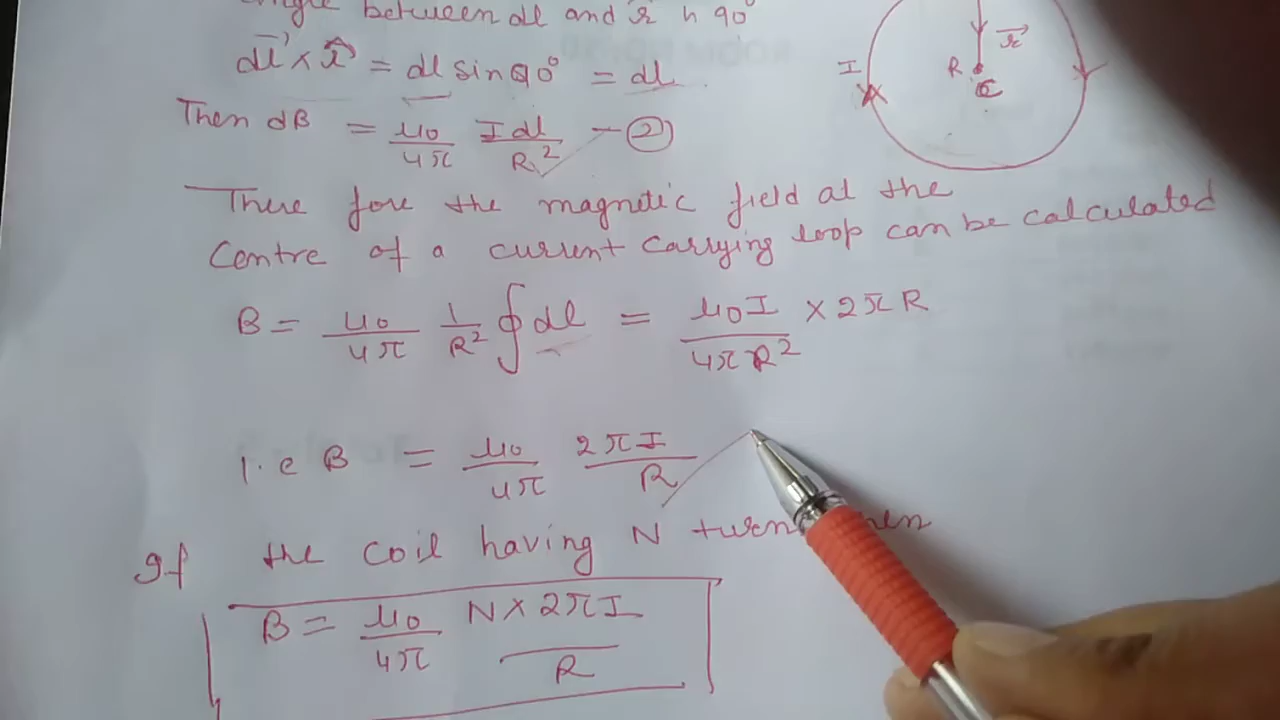 angle between dl and r̂ is 90°
I R r⃗ C
dl⃗ × r̂ = dl sin 90° = dl
Then dB = μ0/4π Idl/R² — ②
There fore the magnetic field at the
Centre of a current carrying loop can be calculated
B = μ0/4π 1/R² ∮ dl = μ0I/4πR² × 2πR
i.e B = μ0/4π 2πI/R
If the coil having N turns then
B = μ0/4π N×2πI/R